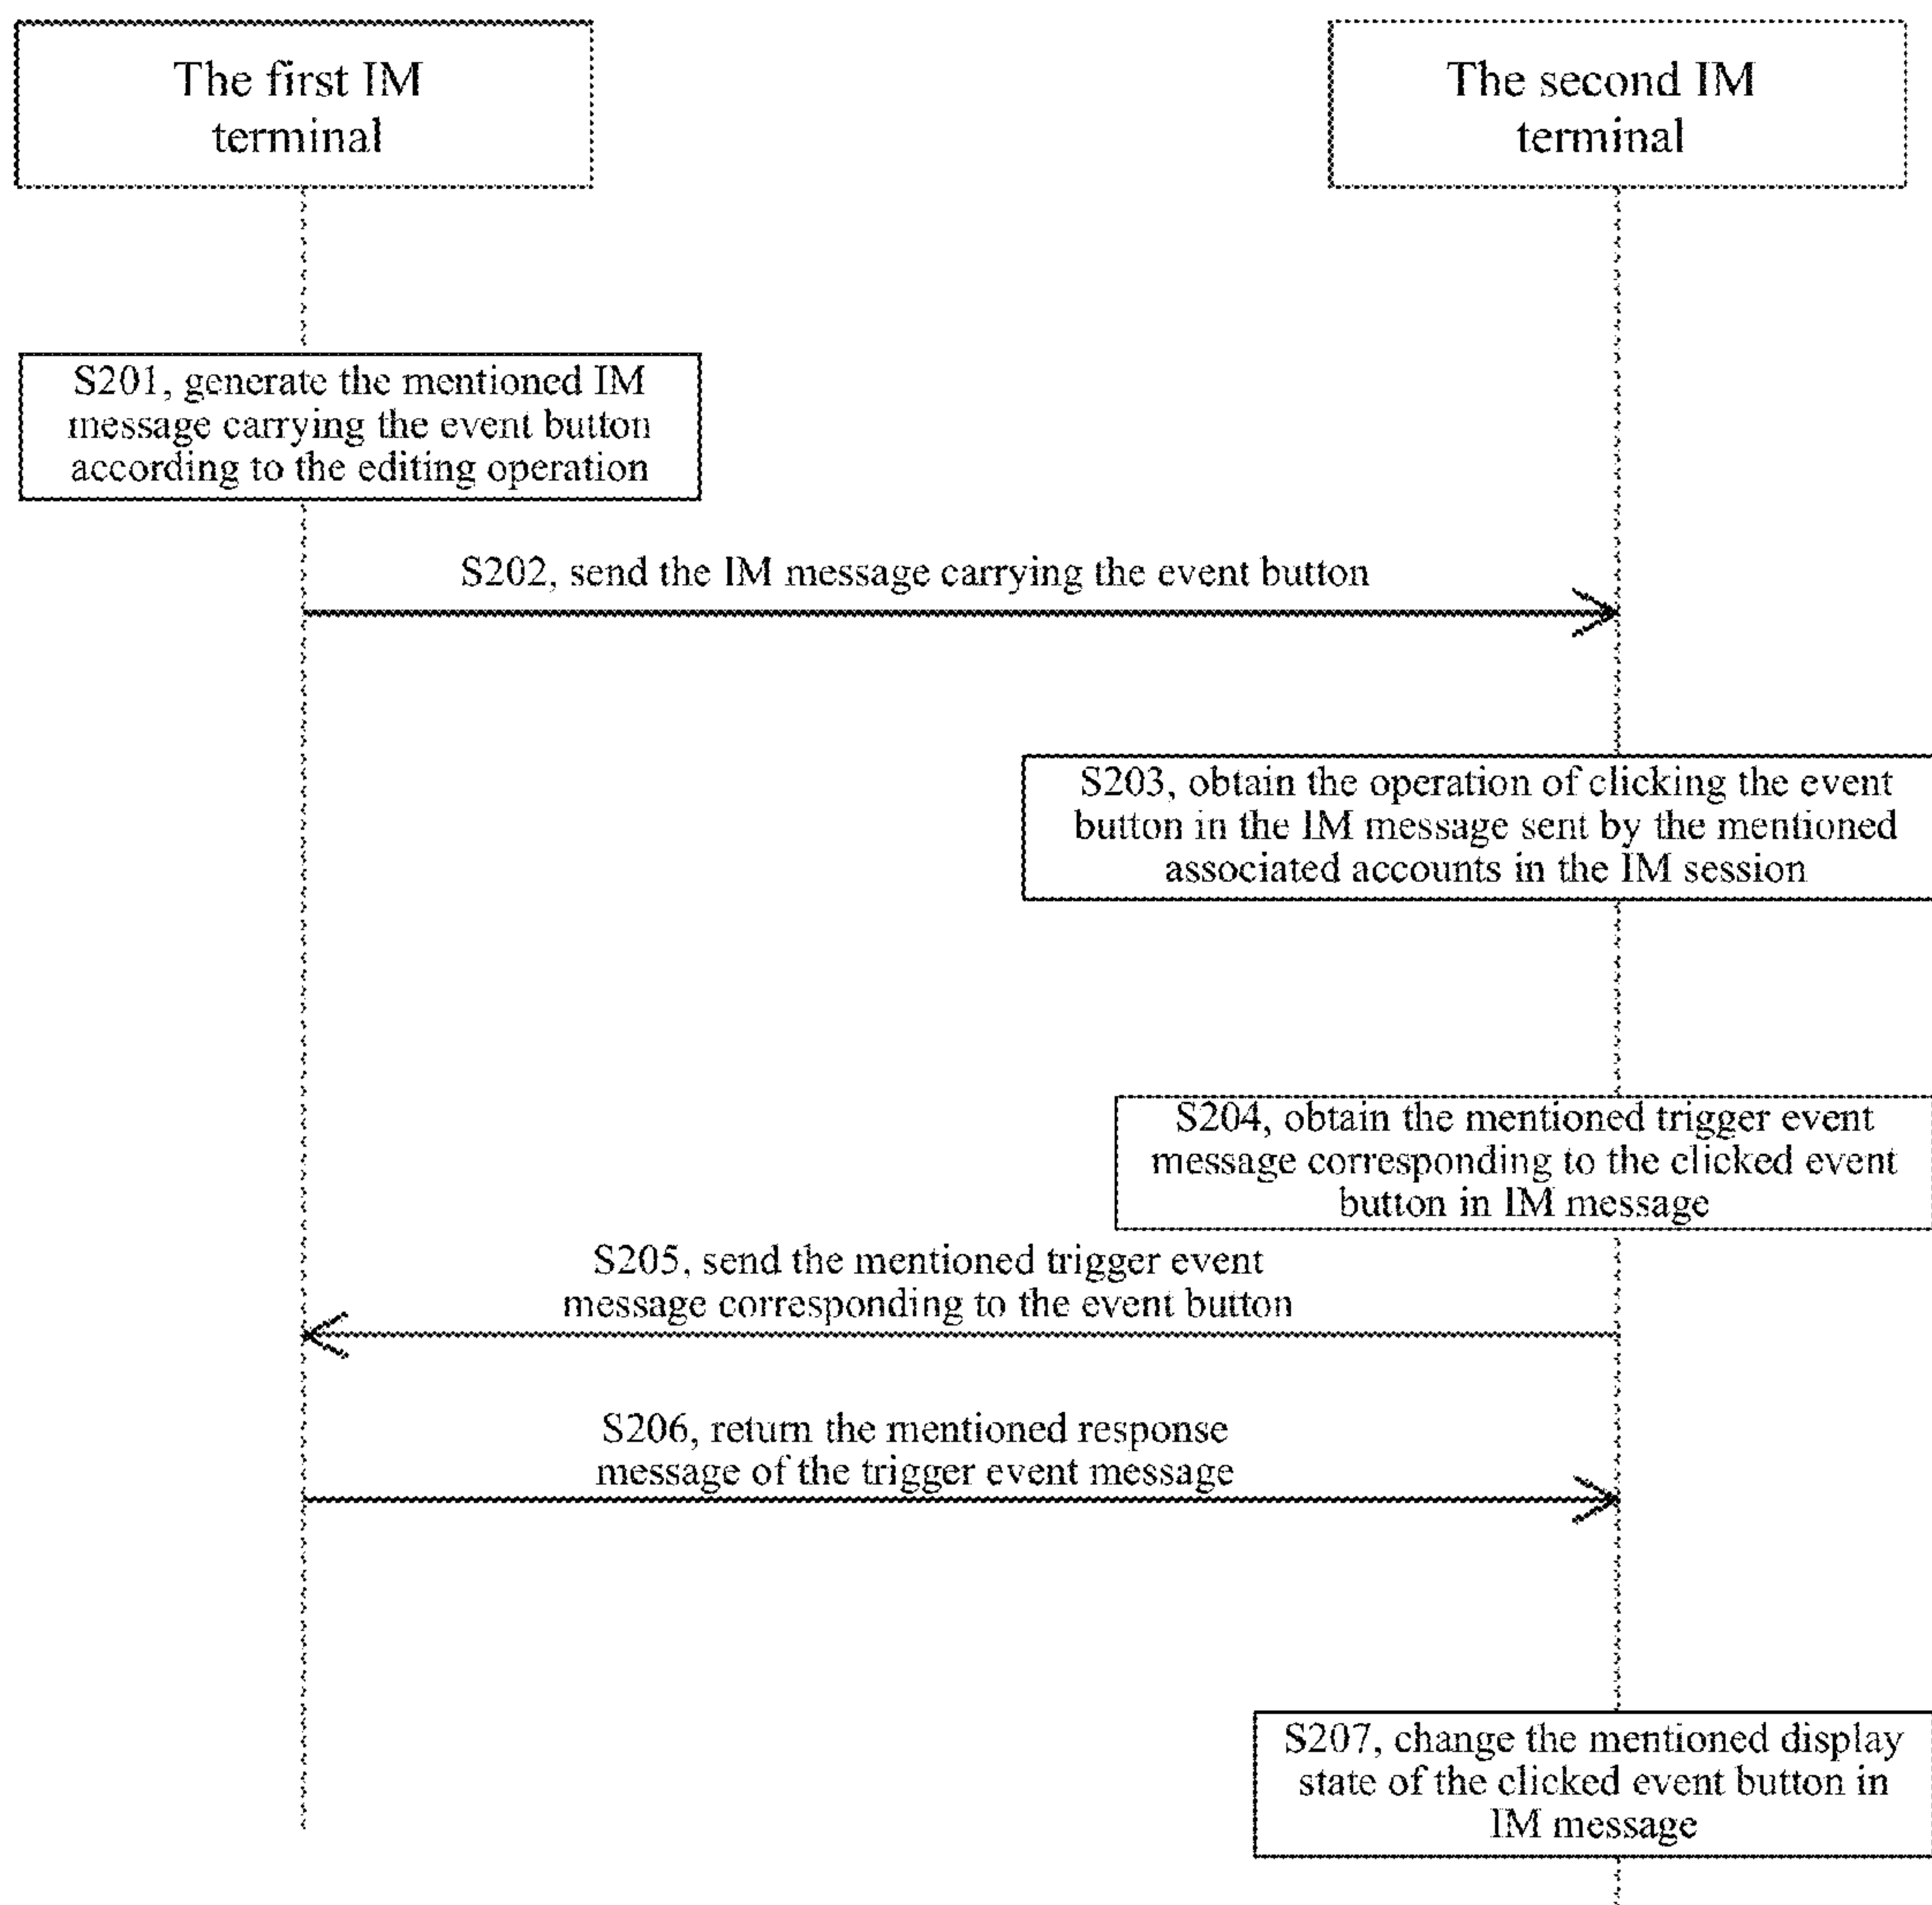 The first IM
terminal
The second IM
terminal
S201, generate the mentioned IM
message carrying the event button
according to the editing operation
S202, send the IM message carrying the event button
S203, obtain the operation of clicking the event
button in the IM message sent by the mentioned
associated accounts in the IM session
S204, obtain the mentioned trigger event
message corresponding to the clicked event
button in IM message
S205, send the mentioned trigger event
message corresponding to the event button
S206, return the mentioned response
message of the trigger event message
S207, change the mentioned display
state of the clicked event button in
IM message